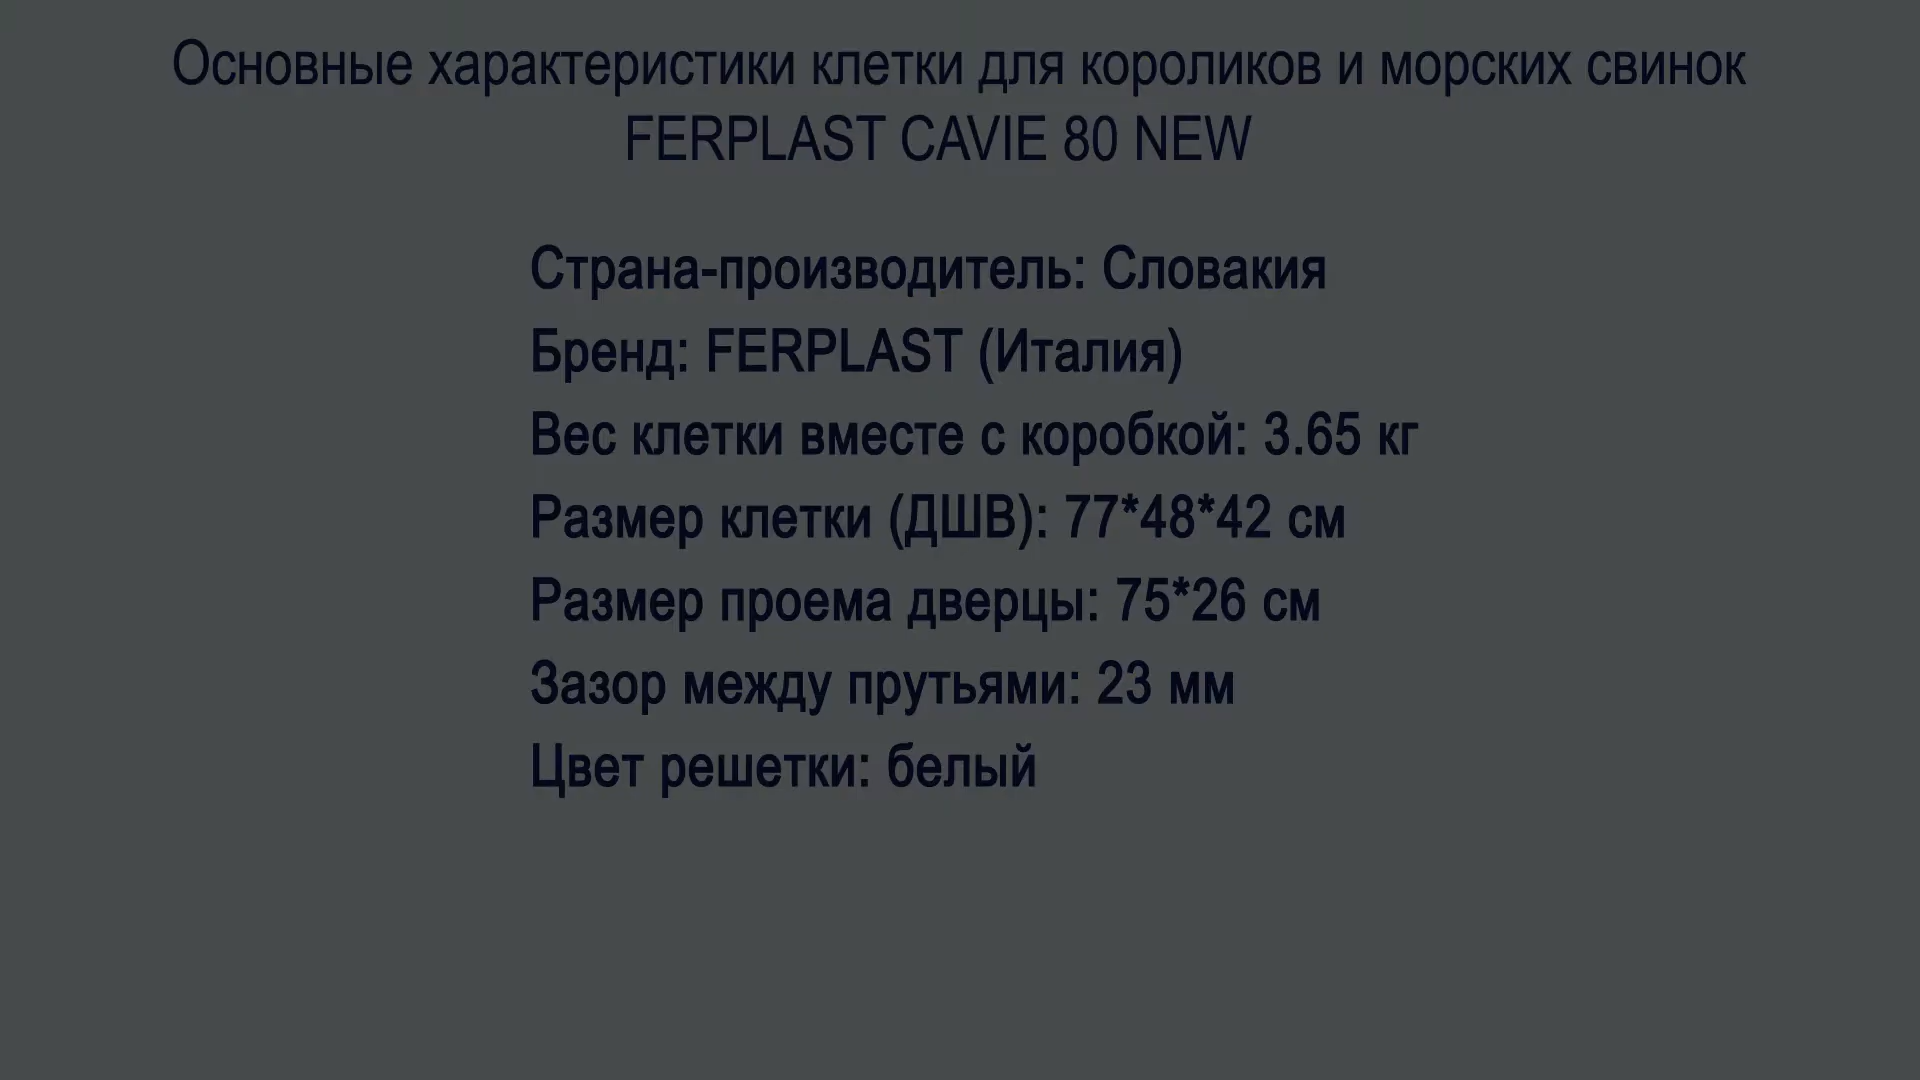 Основные характеристики клетки для короликов и морских свинок
FERPLAST CAVIE 80 NEW
Страна-производитель: Словакия
Бренд: FERPLAST (Италия)
Вес клетки вместе с коробкой: 3.65 кг
Размер клетки (ДШВ): 77*48*42 см
Размер проема дверцы: 75*26 см
Зазор между прутьями: 23 мм
Цвет решетки: белый